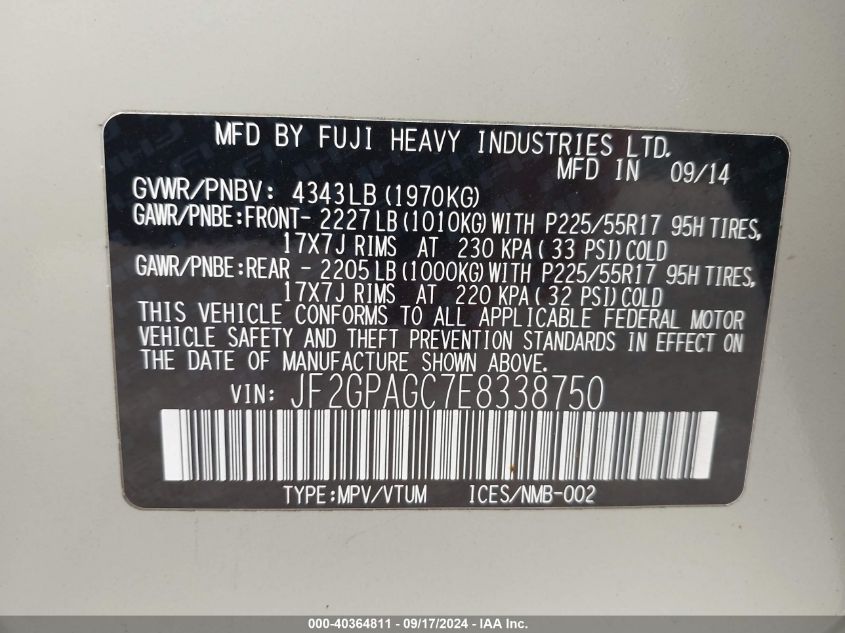 MFD BY FUJI HEAVY INDUSTRIES LTD.
MFD IN 09/14
GVWR/PNBV: 4343LB (1970KG)
GAWR/PNBE:FRONT- 2227LB (1010KG) WITH P225/55R17 95H TIRES,
17X7J RIMS AT 230 KPA ( 33 PSI) COLD
GAWR/PNBE:REAR - 2205LB (1000KG) WITH P225/55R17 95H TIRES,
17X7J RIMS AT 220 KPA ( 32 PSI) COLD
THIS VEHICLE CONFORMS TO ALL APPLICABLE FEDERAL MOTOR
VEHICLE SAFETY AND THEFT PREVENTION STANDARDS IN EFFECT ON
THE DATE OF MANUFACTURE SHOWN ABOVE.
VIN: JF2GPAGC7E8338750
TYPE:MPV/VTUM ICES/NMB-002
000-40364811 - 09/17/2024 - IAA Inc.